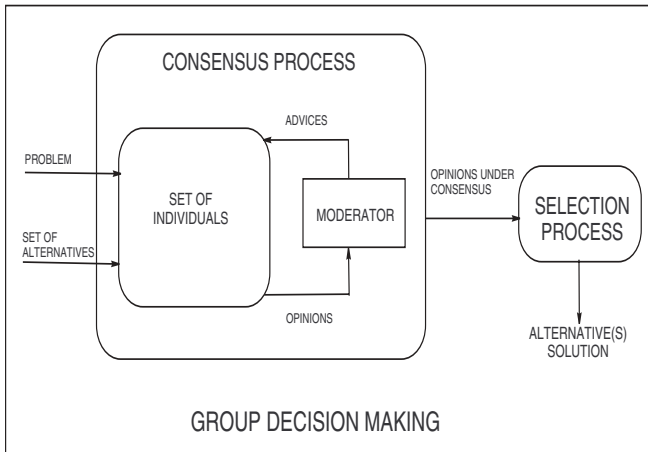 CONSENSUS PROCESS
ADVICES
PROBLEM
SET OF
ALTERNATIVES
SET OF
INDIVIDUALS
MODERATOR
OPINIONS
OPINIONS UNDER
CONSENSUS
SELECTION
PROCESS
ALTERNATIVE(S)
SOLUTION
GROUP DECISION MAKING